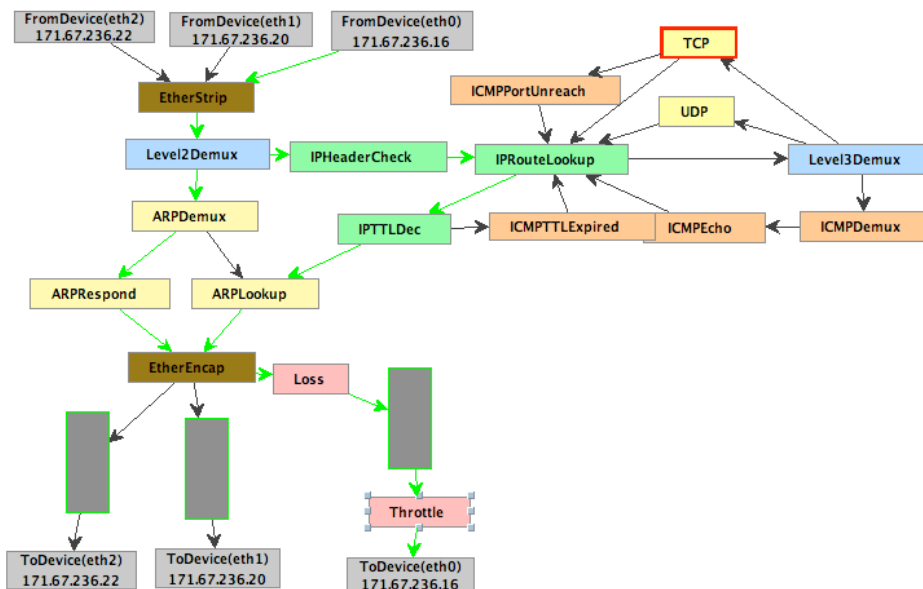 FromDevice(eth2)
171.67.236.22
FromDevice(eth1)
171.67.236.20
FromDevice(eth0)
171.67.236.16
TCP
EtherStrip
ICMPPortUnreach
UDP
Level2Demux
IPHeaderCheck
IPRouteLookup
Level3Demux
ARPDemux
IPTTLDec
ICMPTTLExpired
ICMPEcho
ICMPDemux
ARPRespond
ARPLookup
EtherEncap
Loss
Throttle
ToDevice(eth2)
171.67.236.22
ToDevice(eth1)
171.67.236.20
ToDevice(eth0)
171.67.236.16